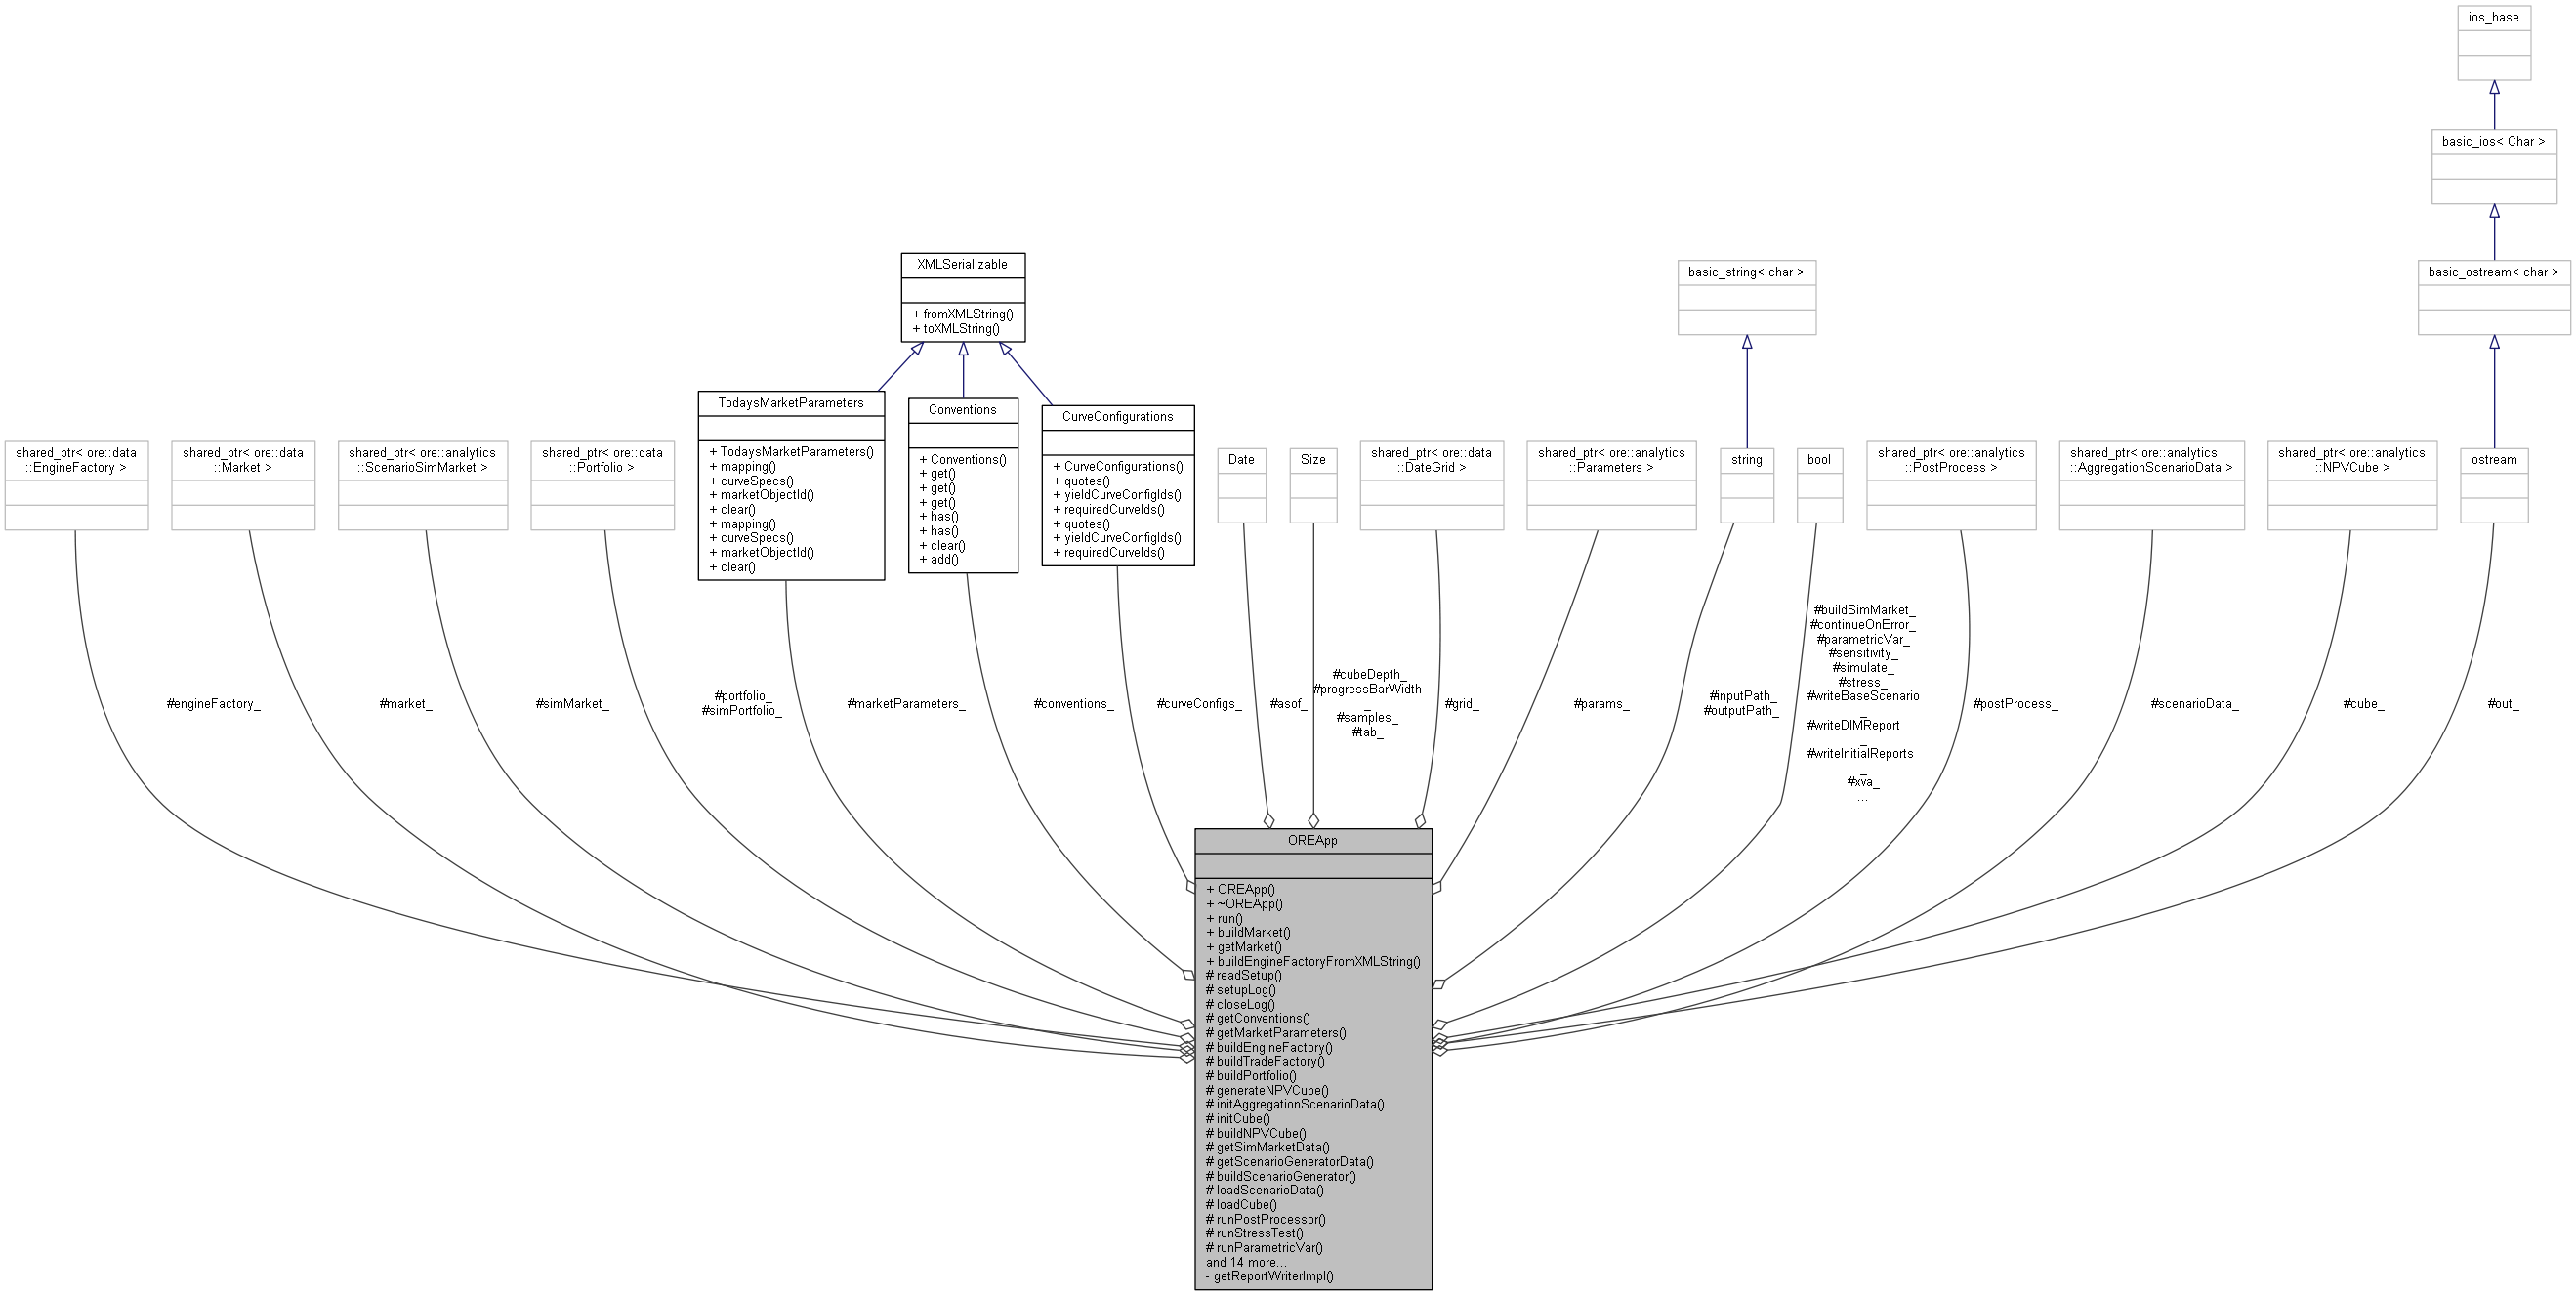 ios_base
basic_ios< Char >
XMLSerializable
+ fromXMLString()
+ toXMLString()
basic_string< char >
basic_ostream< char >
TodaysMarketParameters
+ TodaysMarketParameters()
+ mapping()
+ curveSpecs()
+ marketObjectId()
+ clear()
+ mapping()
+ curveSpecs()
+ marketObjectId()
+ clear()
Conventions
+ Conventions()
+ get()
+ get()
+ get()
+ has()
+ has()
+ clear()
+ add()
CurveConfigurations
+ CurveConfigurations()
+ quotes()
+ yieldCurveConfigIds()
+ requiredCurveIds()
+ quotes()
+ yieldCurveConfigIds()
+ requiredCurveIds()
shared_ptr< ore::data
::EngineFactory >
shared_ptr< ore::data
::Market >
shared_ptr< ore::analytics
::ScenarioSimMarket >
shared_ptr< ore::data
::Portfolio >
Date
Size
shared_ptr< ore::data
::DateGrid >
shared_ptr< ore::analytics
::Parameters >
string
bool
shared_ptr< ore::analytics
::PostProcess >
shared_ptr< ore::analytics
::AggregationScenarioData >
shared_ptr< ore::analytics
::NPVCube >
ostream
#engineFactory_
#market_
#simMarket_
#portfolio_
#simPortfolio_
#marketParameters_
#conventions_
#curveConfigs_
#asof_
#cubeDepth_
#progressBarWidth
_
#samples_
#tab_
#grid_
#params_
#inputPath_
#outputPath_
#buildSimMarket_
#continueOnError_
#parametricVar_
#sensitivity_
#simulate_
#stress_
#writeBaseScenario
_
#writeDIMReport
_
#writeInitialReports
_
#xva_
...
#postProcess_
#scenarioData_
#cube_
#out_
OREApp
+ OREApp()
+ ~OREApp()
+ run()
+ buildMarket()
+ getMarket()
+ buildEngineFactoryFromXMLString()
# readSetup()
# setupLog()
# closeLog()
# getConventions()
# getMarketParameters()
# buildEngineFactory()
# buildTradeFactory()
# buildPortfolio()
# generateNPVCube()
# initAggregationScenarioData()
# initCube()
# buildNPVCube()
# getSimMarketData()
# getScenarioGeneratorData()
# buildScenarioGenerator()
# loadScenarioData()
# loadCube()
# runPostProcessor()
# runStressTest()
# runParametricVar()
and 14 more...
- getReportWriterImpl()